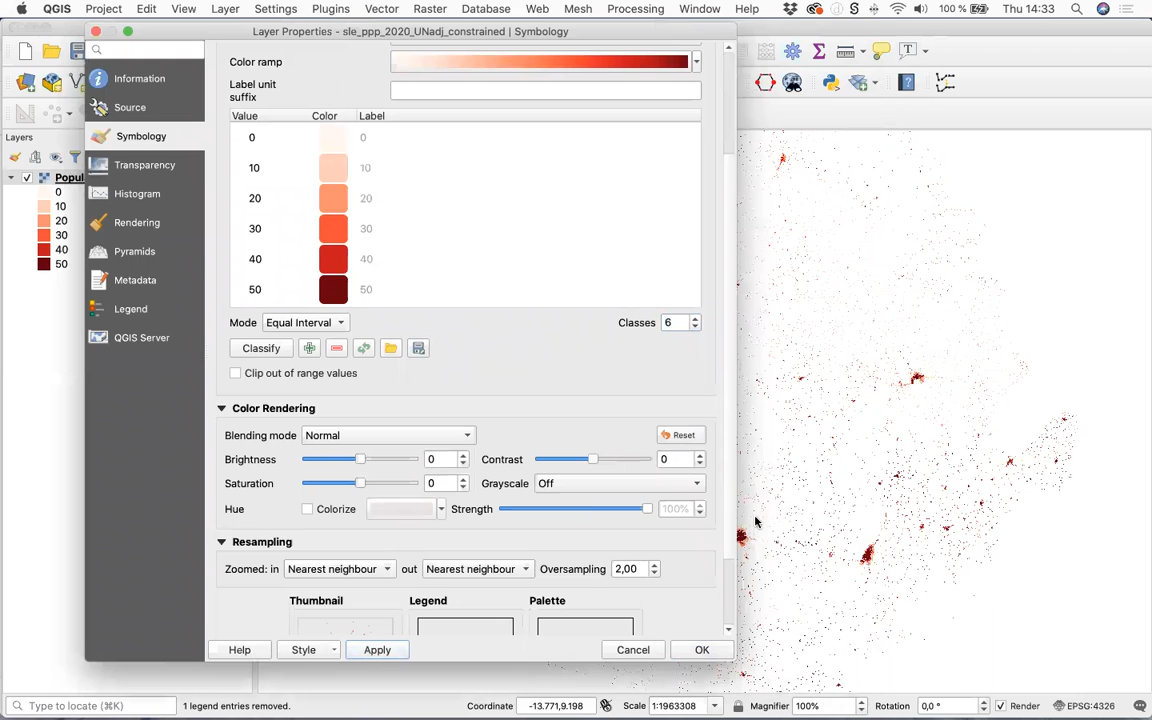 QGIS Project Edit View Layer Settings Plugins Vector Raster Database Web Mesh Processing Window Help 100 % Thu 14:33
Layer Properties - sle_ppp_2020_UNadj_constrained | Symbology
Information
Source
Symbology
Transparency
Histogram
Rendering
Pyramids
Metadata
Legend
QGIS Server
Layers
Popul
0
10
20
30
40
50
Color ramp
Label unit
suffix
Value Color Label
0 0
10 10
20 20
30 30
40 40
50 50
Mode Equal Interval Classes 6
Classify
Clip out of range values
Color Rendering
Blending mode Normal Reset
Brightness 0 Contrast 0
Saturation 0 Grayscale Off
Hue Colorize Strength 100%
Resampling
Zoomed: in Nearest neighbour out Nearest neighbour Oversampling 2,00
Thumbnail Legend Palette
Help Style Apply Cancel OK
Type to locate (⌘K) 1 legend entries removed. Coordinate -13.771,9.198 Scale 1:1963308 Magnifier 100% Rotation 0,0 ° Render EPSG:4326